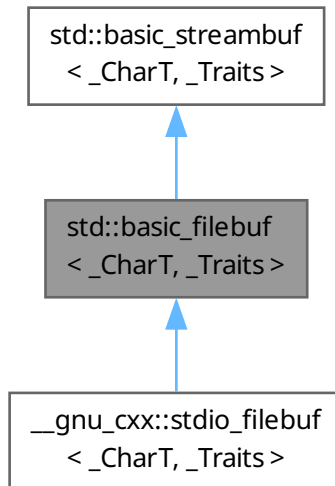 std::basic_streambuf
< _CharT, _Traits >
std::basic_filebuf
< _CharT, _Traits >
__gnu_cxx::stdio_filebuf
< _CharT, _Traits >